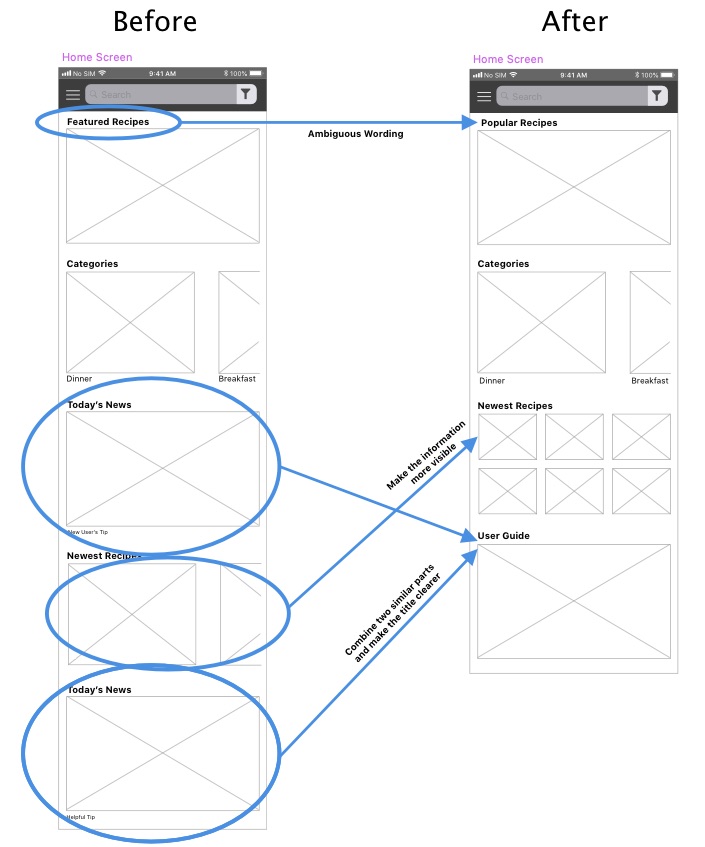 Before
After
Home Screen
No SIM 9:41 AM 100%
Search
Featured Recipes
Categories
Dinner
Breakfast
Today's News
New User's Tip
Newest Recipes
Today's News
Helpful Tip
Ambiguous Wording
Make the information
more visible
Combine two similar parts
and make the title clearer
Home Screen
No SIM 9:41 AM 100%
Search
Popular Recipes
Categories
Dinner
Breakfast
Newest Recipes
User Guide